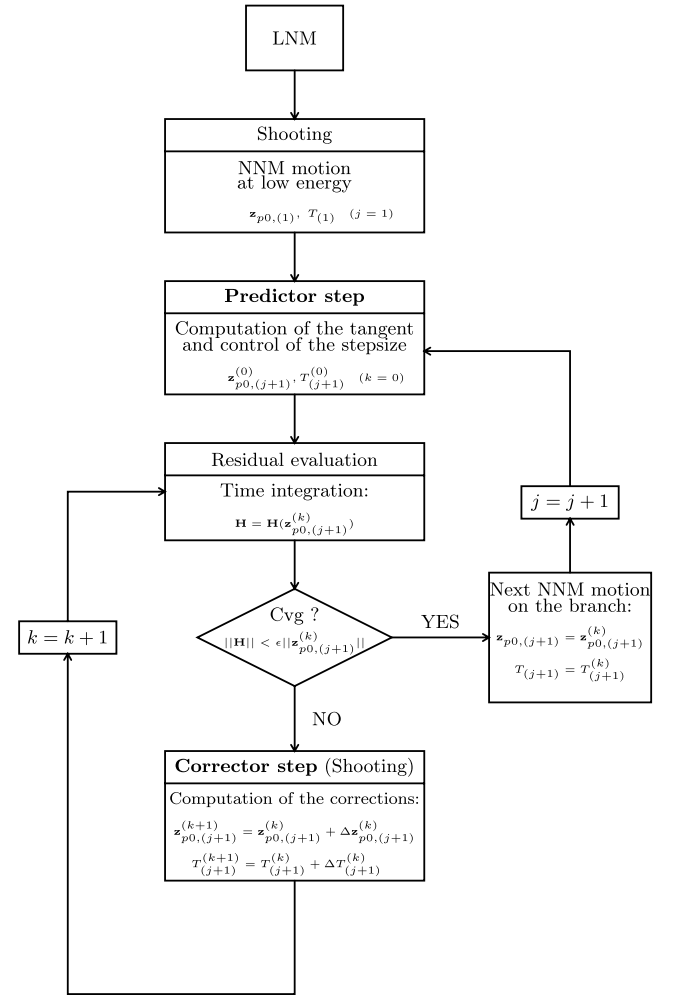 LNM
Shooting
NNM motion
at low energy
𝐳_{p0,(1)}, T_{(1)} (j = 1)
Predictor step
Computation of the tangent
and control of the stepsize
𝐳^{(0)}_{p0,(j+1)}, T^{(0)}_{(j+1)} (k = 0)
Residual evaluation
Time integration:
𝐇 = 𝐇(𝐳^{(k)}_{p0,(j+1)})
j = j + 1
Next NNM motion
on the branch:
𝐳_{p0,(j+1)} = 𝐳^{(k)}_{p0,(j+1)}
T_{(j+1)} = T^{(k)}_{(j+1)}
Cvg ?
||𝐇|| < ϵ||𝐳^{(k)}_{p0,(j+1)}||
YES
k = k + 1
NO
Corrector step (Shooting)
Computation of the corrections:
𝐳^{(k+1)}_{p0,(j+1)} = 𝐳^{(k)}_{p0,(j+1)} + Δ𝐳^{(k)}_{p0,(j+1)}
T^{(k+1)}_{(j+1)} = T^{(k)}_{(j+1)} + ΔT^{(k)}_{(j+1)}